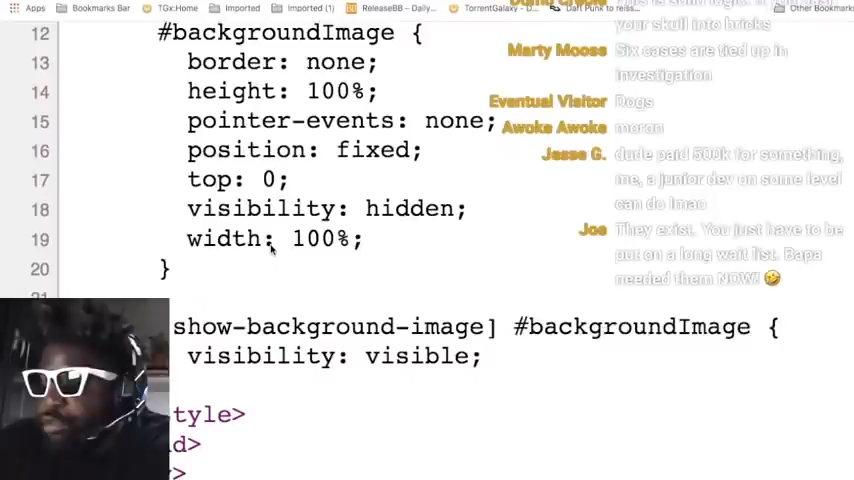 Apps
Bookmarks Bar
TGx:Home
Imported
Imported (1)
ReleaseBB – Daily...
TorrentGalaxy -
Daft Punk to reiss...
Other Bookmarks
12 #backgroundImage {
13 border: none;
14 height: 100%;
15 pointer-events: none;
16 position: fixed;
17 top: 0;
18 visibility: hidden;
19 width: 100%;
20 }
show-background-image] #backgroundImage {
visibility: visible;
tyle>
d>
>
your skull into bricks
Marty Moose Six cases are tied up in
investigation
Eventual Visitor Dogs
Awoke Awoke moran
Jesse G. dude paid 500k for something,
me, a junior dev on some level
can do lmao
Joe They exist. You just have to be
put on a long wait list. Bapa
needed them NOW! 🤣